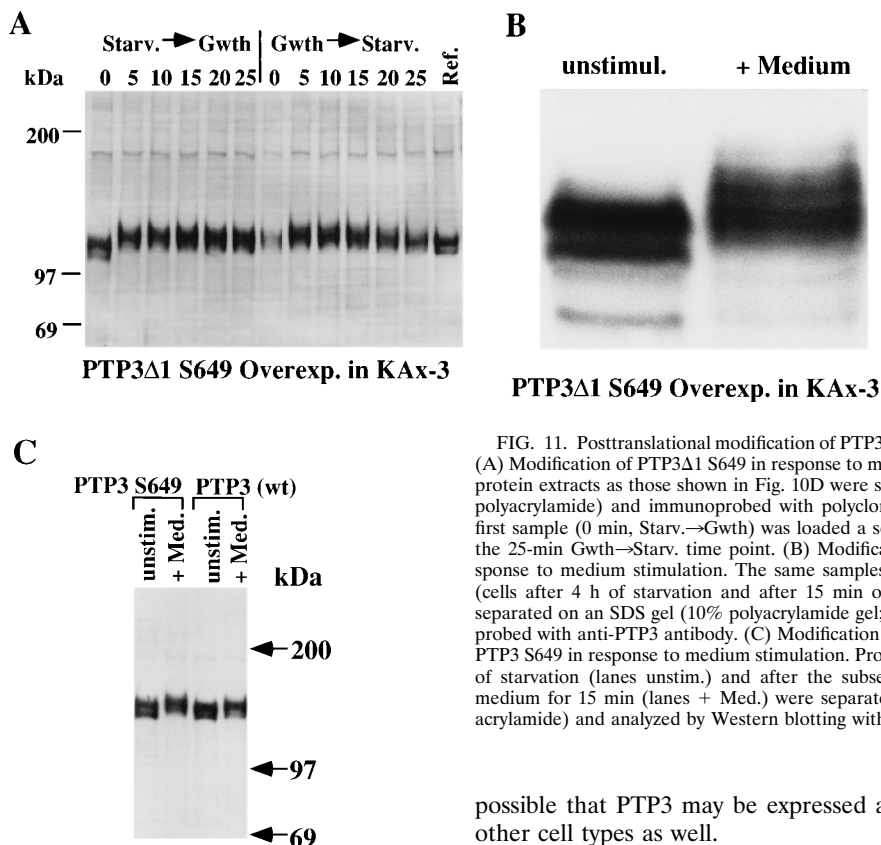 A
Starv. → Gwth | Gwth → Starv.
kDa 0 5 10 15 20 25 0 5 10 15 20 25 Ref.
200
97
69
PTP3Δ1 S649 Overexp. in KAx-3
B
unstimul. + Medium
PTP3Δ1 S649 Overexp. in KAx-3
C
PTP3 S649 PTP3 (wt)
unstim. + Med. unstim. + Med.
kDa
200
97
69
FIG. 11. Posttranslational modification of PTP3
(A) Modification of PTP3Δ1 S649 in response to m
protein extracts as those shown in Fig. 10D were s
polyacrylamide) and immunoprobed with polyclor
first sample (0 min, Starv.→Gwth) was loaded a s
the 25-min Gwth→Starv. time point. (B) Modifica
sponse to medium stimulation. The same samples
(cells after 4 h of starvation and after 15 min o
separated on an SDS gel (10% polyacrylamide gel;
probed with anti-PTP3 antibody. (C) Modification
PTP3 S649 in response to medium stimulation. Pro
of starvation (lanes unstim.) and after the subse
medium for 15 min (lanes + Med.) were separate
acrylamide) and analyzed by Western blotting with
possible that PTP3 may be expressed a
other cell types as well.